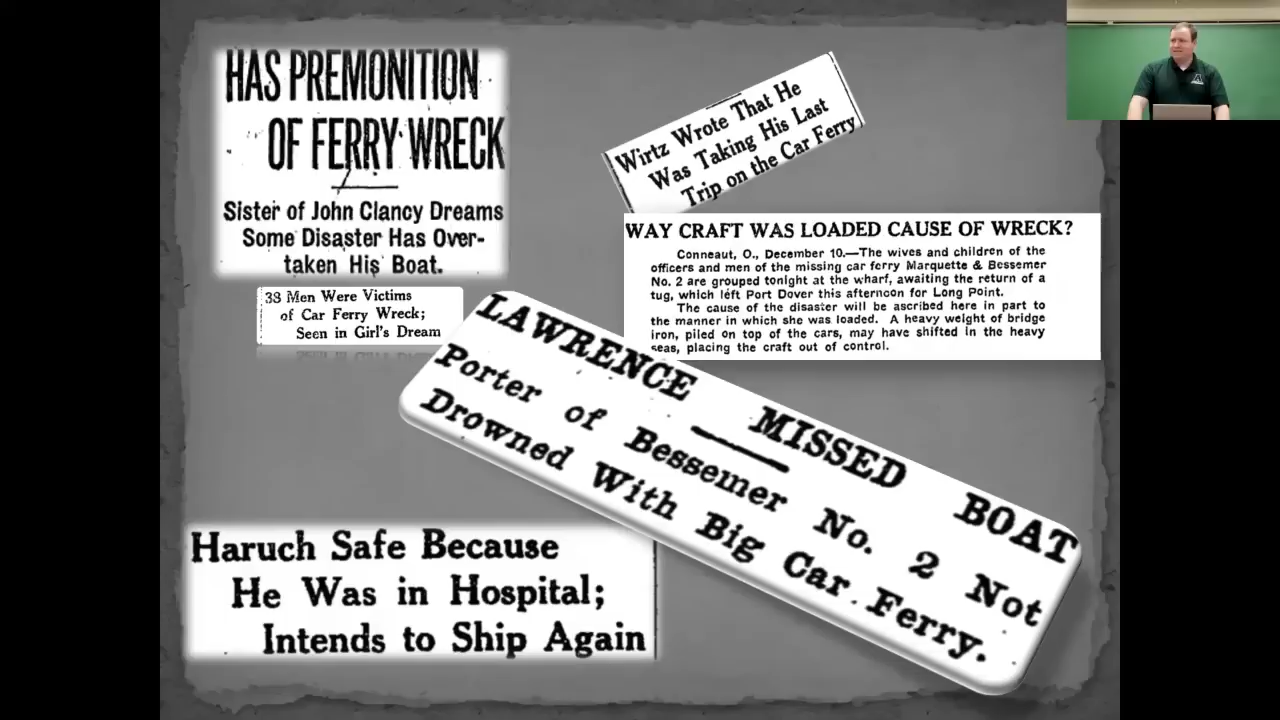 HAS PREMONITION
OF FERRY WRECK
Sister of John Clancy Dreams
Some Disaster Has Over-
taken His Boat.
38 Men Were Victims
of Car Ferry Wreck;
Seen in Girl's Dream
Wirtz Wrote That He
Was Taking His Last
Trip on the Car Ferry
WAY CRAFT WAS LOADED CAUSE OF WRECK?
Conneaut, O., December 10.—The wives and children of the
officers and men of the missing car ferry Marquette & Bessemer
No. 2 are grouped tonight at the wharf, awaiting the return of a
tug, which left Port Dover this afternoon for Long Point.
The cause of the disaster will be ascribed here in part to
the manner in which she was loaded. A heavy weight of bridge
iron, piled on top of the cars, may have shifted in the heavy
seas, placing the craft out of control.
LAWRENCE MISSED BOAT
Porter of Bessemer No. 2 Not
Drowned With Big Car Ferry.
Haruch Safe Because
He Was in Hospital;
Intends to Ship Again